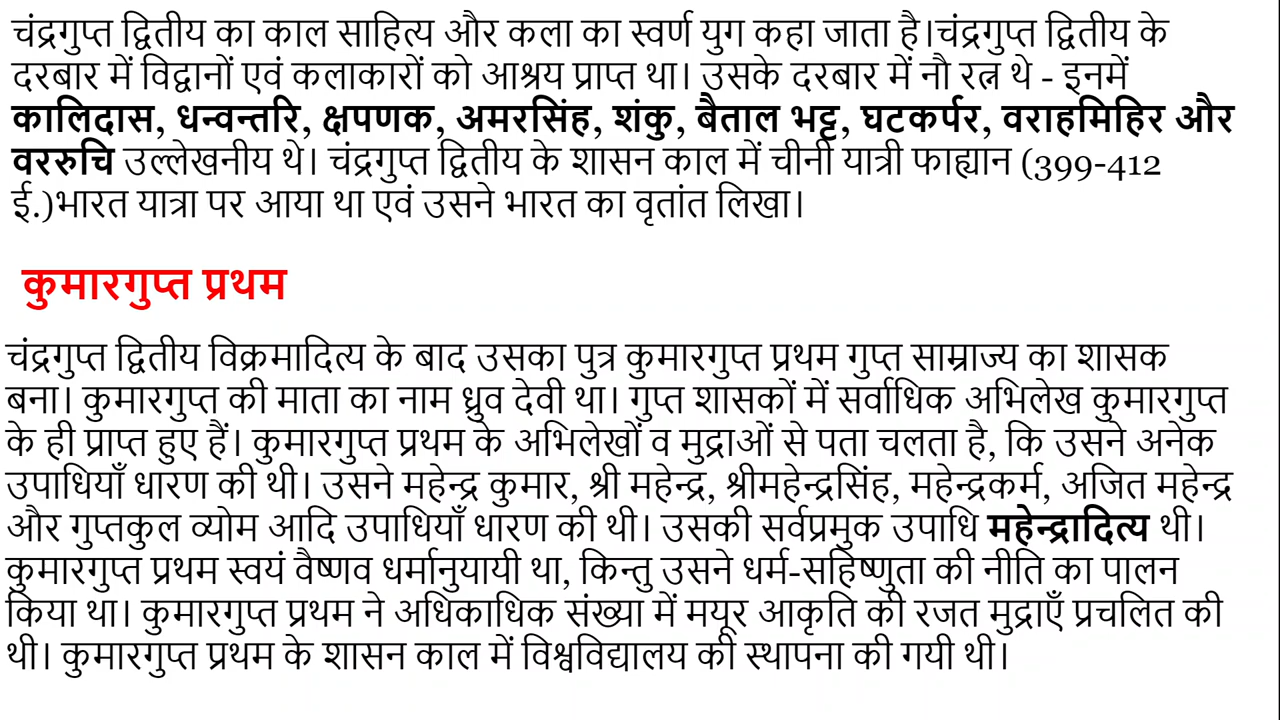 चंद्रगुप्त द्वितीय का काल साहित्य और कला का स्वर्ण युग कहा जाता है।चंद्रगुप्त द्वितीय के
दरबार में विद्वानों एवं कलाकारों को आश्रय प्राप्त था। उसके दरबार में नौ रत्न थे - इनमें
कालिदास, धन्वन्तरि, क्षपणक, अमरसिंह, शंकु, बैताल भट्ट, घटकर्पर, वराहमिहिर और
वररुचि उल्लेखनीय थे। चंद्रगुप्त द्वितीय के शासन काल में चीनी यात्री फाह्यान (399-412
ई.)भारत यात्रा पर आया था एवं उसने भारत का वृतांत लिखा।
कुमारगुप्त प्रथम
चंद्रगुप्त द्वितीय विक्रमादित्य के बाद उसका पुत्र कुमारगुप्त प्रथम गुप्त साम्राज्य का शासक
बना। कुमारगुप्त की माता का नाम ध्रुव देवी था। गुप्त शासकों में सर्वाधिक अभिलेख कुमारगुप्त
के ही प्राप्त हुए हैं। कुमारगुप्त प्रथम के अभिलेखों व मुद्राओं से पता चलता है, कि उसने अनेक
उपाधियाँ धारण की थी। उसने महेन्द्र कुमार, श्री महेन्द्र, श्रीमहेन्द्रसिंह, महेन्द्रकर्म, अजित महेन्द्र
और गुप्तकुल व्योम आदि उपाधियाँ धारण की थी। उसकी सर्वप्रमुक उपाधि महेन्द्रादित्य थी।
कुमारगुप्त प्रथम स्वयं वैष्णव धर्मानुयायी था, किन्तु उसने धर्म-सहिष्णुता की नीति का पालन
किया था। कुमारगुप्त प्रथम ने अधिकाधिक संख्या में मयूर आकृति की रजत मुद्राएँ प्रचलित की
थी। कुमारगुप्त प्रथम के शासन काल में विश्वविद्यालय की स्थापना की गयी थी।